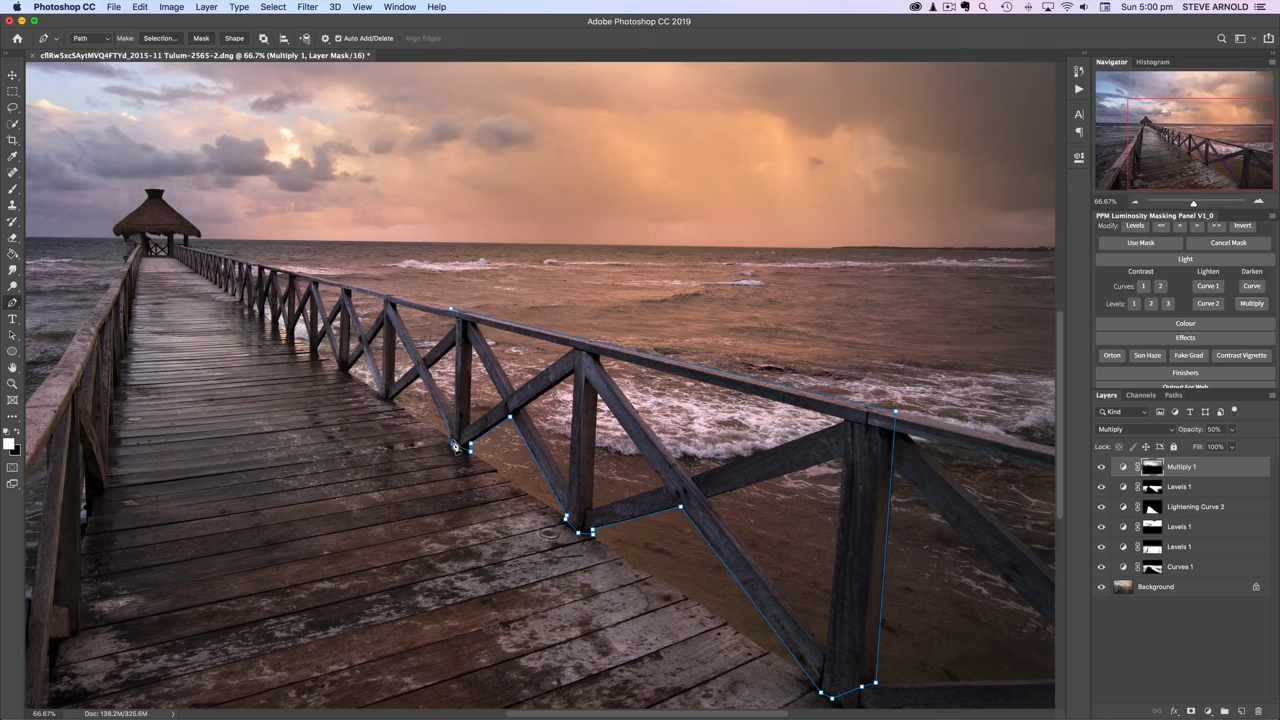 Photoshop CC File Edit Image Layer Type Select Filter 3D View Window Help Sun 5:00 pm STEVE ARNOLD
Adobe Photoshop CC 2019
Path Make: Selection... Mask Shape Auto Add/Delete Align Edges
cflRw5xcSAytMVQ4FTYd_2015-11 Tulum-2565-2.dng @ 66.7% (Multiply 1, Layer Mask/16) *
Navigator Histogram
66.67%
PPM Luminosity Masking Panel V1_0
Modify: Levels << < > >> Invert
Use Mask Cancel Mask
Light
Contrast Lighten Darken
Curves: 1 2 Curve 1 Curve
Levels: 1 2 3 Curve 2 Multiply
Colour
Effects
Orton Sun Haze Fake Grad Contrast Vignette
Finishers
Output For Web
Layers Channels Paths
Kind
Multiply Opacity: 50%
Lock: Fill: 100%
Multiply 1
Levels 1
Lightening Curve 2
Levels 1
Levels 1
Curves 1
Background
66.67% Doc: 138.2M/325.6M